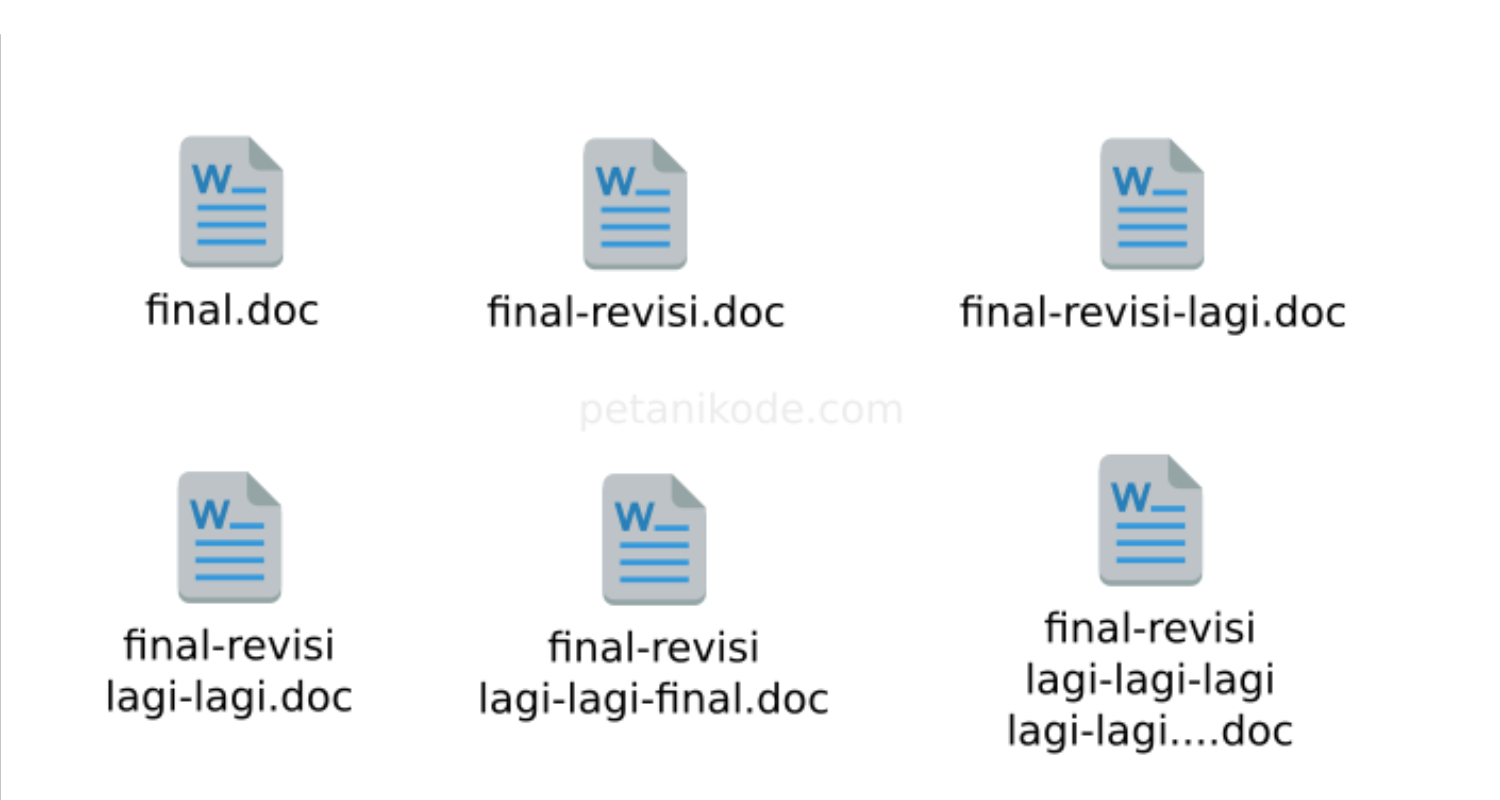 W
final.doc
W
final-revisi.doc
W
final-revisi-lagi.doc
petanikode.com
W
final-revisi
lagi-lagi.doc
W
final-revisi
lagi-lagi-final.doc
W
final-revisi
lagi-lagi-lagi
lagi-lagi....doc